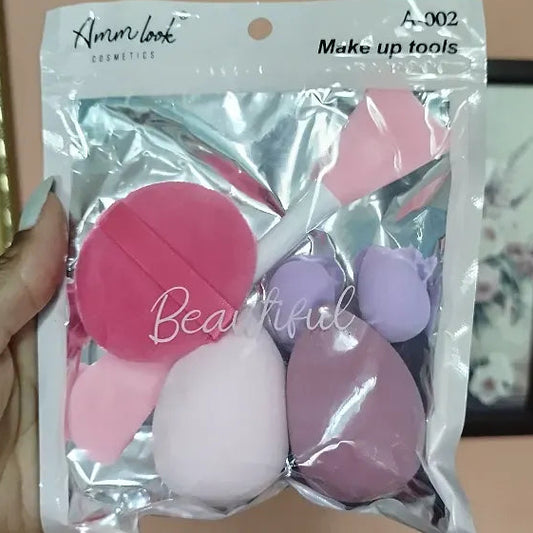 Amm look
COSMETICS
A-002
Make up tools
Beautiful